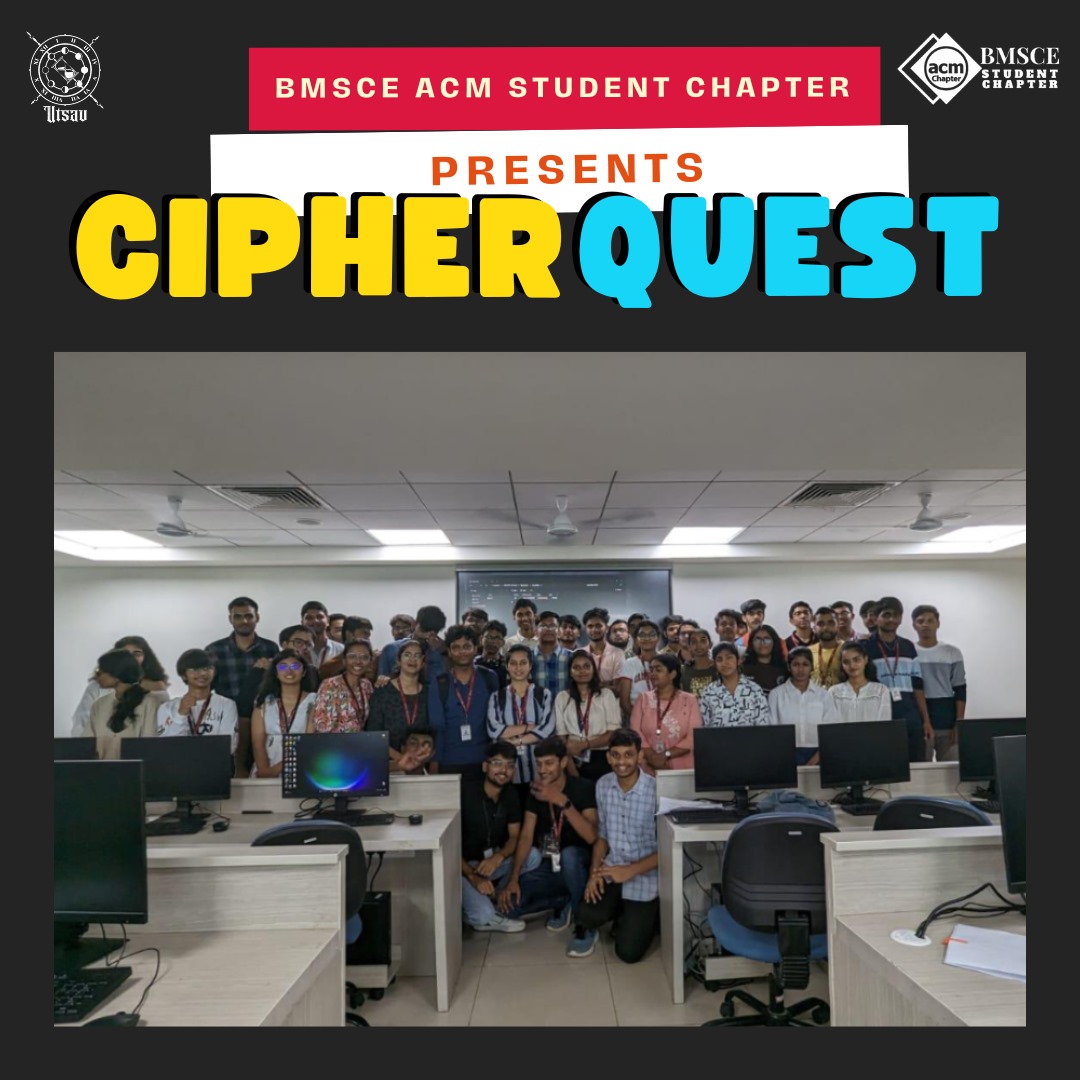 Utsav
BMSCE ACM STUDENT CHAPTER
acm
Chapter
BMSCE
STUDENT
CHAPTER
PRESENTS
CIPHER QUEST